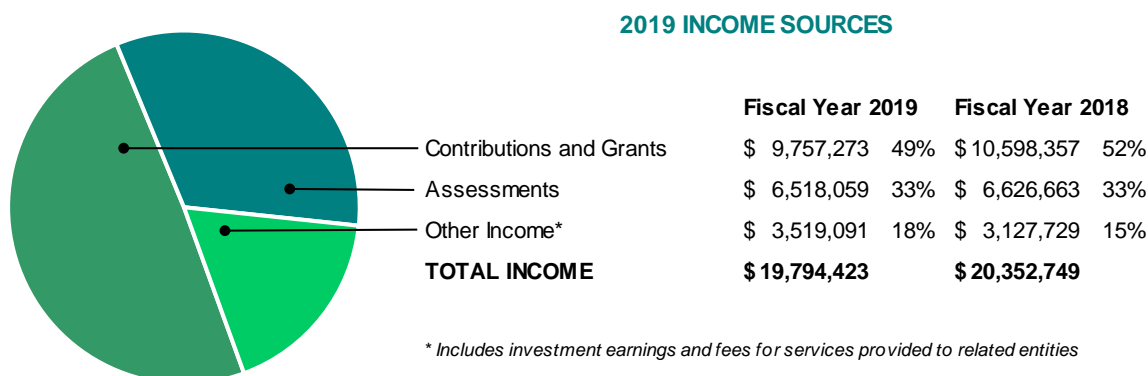 2019 INCOME SOURCES
Fiscal Year 2019 Fiscal Year 2018
Contributions and Grants $ 9,757,273 49% $ 10,598,357 52%
Assessments $ 6,518,059 33% $ 6,626,663 33%
Other Income* $ 3,519,091 18% $ 3,127,729 15%
TOTAL INCOME $ 19,794,423 $ 20,352,749
* Includes investment earnings and fees for services provided to related entities